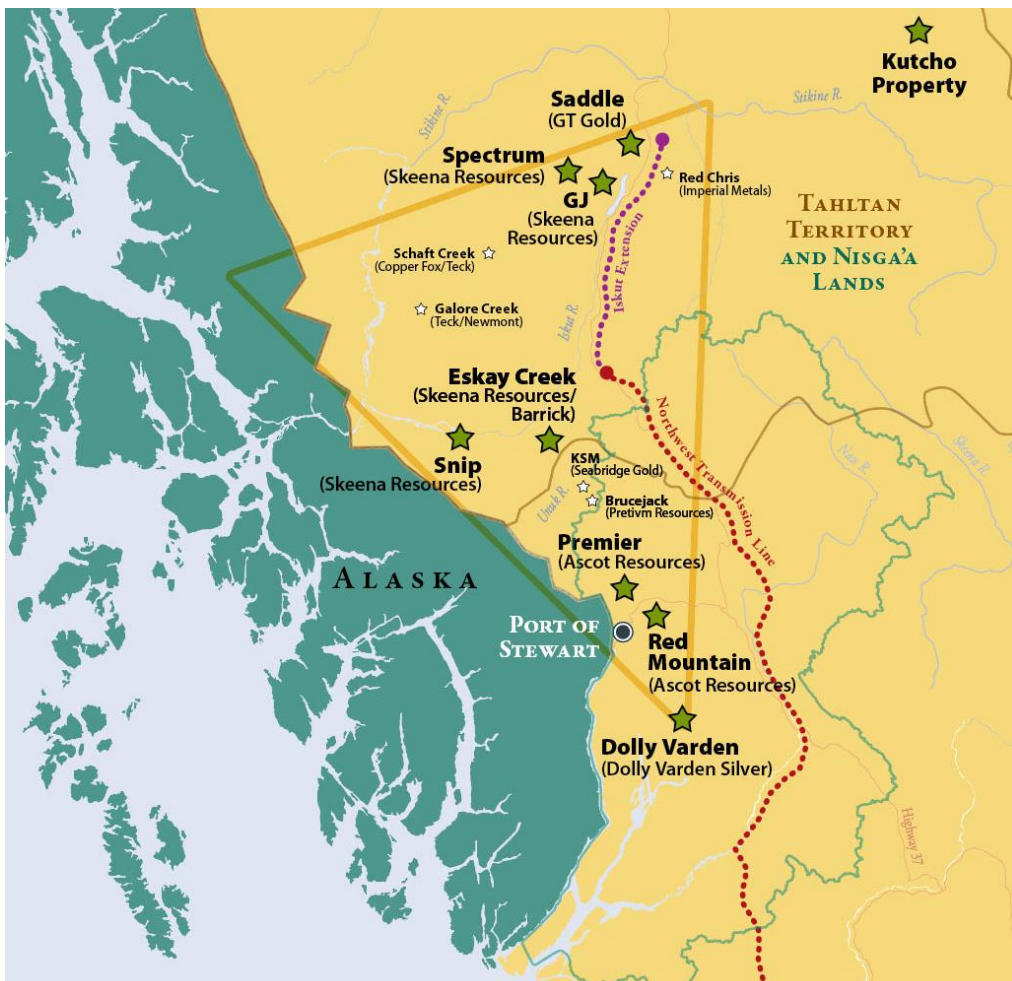 Kutcho
Property
Stikine R.
Stikine R.
Saddle
(GT Gold)
Spectrum
(Skeena Resources)
GJ
(Skeena
Resources)
Red Chris
(Imperial Metals)
Tahltan
Territory
and Nisga'a
Lands
Schaft Creek
(Copper Fox/Teck)
Iskut Extension
Galore Creek
(Teck/Newmont)
Iskut R.
Eskay Creek
(Skeena Resources/
Barrick)
Northwest Transmission Line
Snip
(Skeena Resources)
KSM
(Seabridge Gold)
Nass R.
Skeena R.
Unuk R.
Brucejack
(Pretivm Resources)
Premier
(Ascot Resources)
Alaska
Port of
Stewart
Red
Mountain
(Ascot Resources)
Dolly Varden
(Dolly Varden Silver)
Highway 37